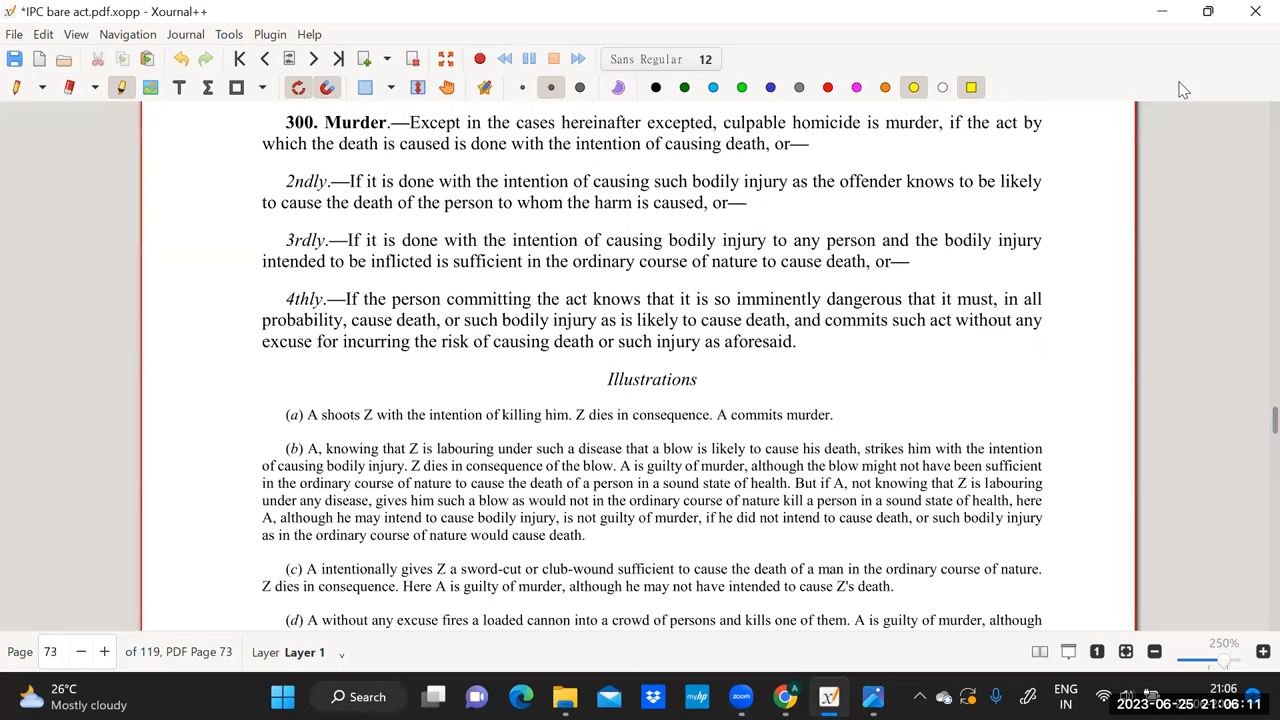 *IPC bare act.pdf.xopp - Xournal++
File Edit View Navigation Journal Tools Plugin Help
Sans Regular 12
300. Murder.—Except in the cases hereinafter excepted, culpable homicide is murder, if the act by
which the death is caused is done with the intention of causing death, or—
2ndly.—If it is done with the intention of causing such bodily injury as the offender knows to be likely
to cause the death of the person to whom the harm is caused, or—
3rdly.—If it is done with the intention of causing bodily injury to any person and the bodily injury
intended to be inflicted is sufficient in the ordinary course of nature to cause death, or—
4thly.—If the person committing the act knows that it is so imminently dangerous that it must, in all
probability, cause death, or such bodily injury as is likely to cause death, and commits such act without any
excuse for incurring the risk of causing death or such injury as aforesaid.
Illustrations
(a) A shoots Z with the intention of killing him. Z dies in consequence. A commits murder.
(b) A, knowing that Z is labouring under such a disease that a blow is likely to cause his death, strikes him with the intention
of causing bodily injury. Z dies in consequence of the blow. A is guilty of murder, although the blow might not have been sufficient
in the ordinary course of nature to cause the death of a person in a sound state of health. But if A, not knowing that Z is labouring
under any disease, gives him such a blow as would not in the ordinary course of nature kill a person in a sound state of health, here
A, although he may intend to cause bodily injury, is not guilty of murder, if he did not intend to cause death, or such bodily injury
as in the ordinary course of nature would cause death.
(c) A intentionally gives Z a sword-cut or club-wound sufficient to cause the death of a man in the ordinary course of nature.
Z dies in consequence. Here A is guilty of murder, although he may not have intended to cause Z's death.
(d) A without any excuse fires a loaded cannon into a crowd of persons and kills one of them. A is guilty of murder, although
Page 73 of 119, PDF Page 73 Layer Layer 1 250%
26°C
Mostly cloudy
Search
myhp
zoom
ENG
IN
21:06
2023-06-25 21:06:11